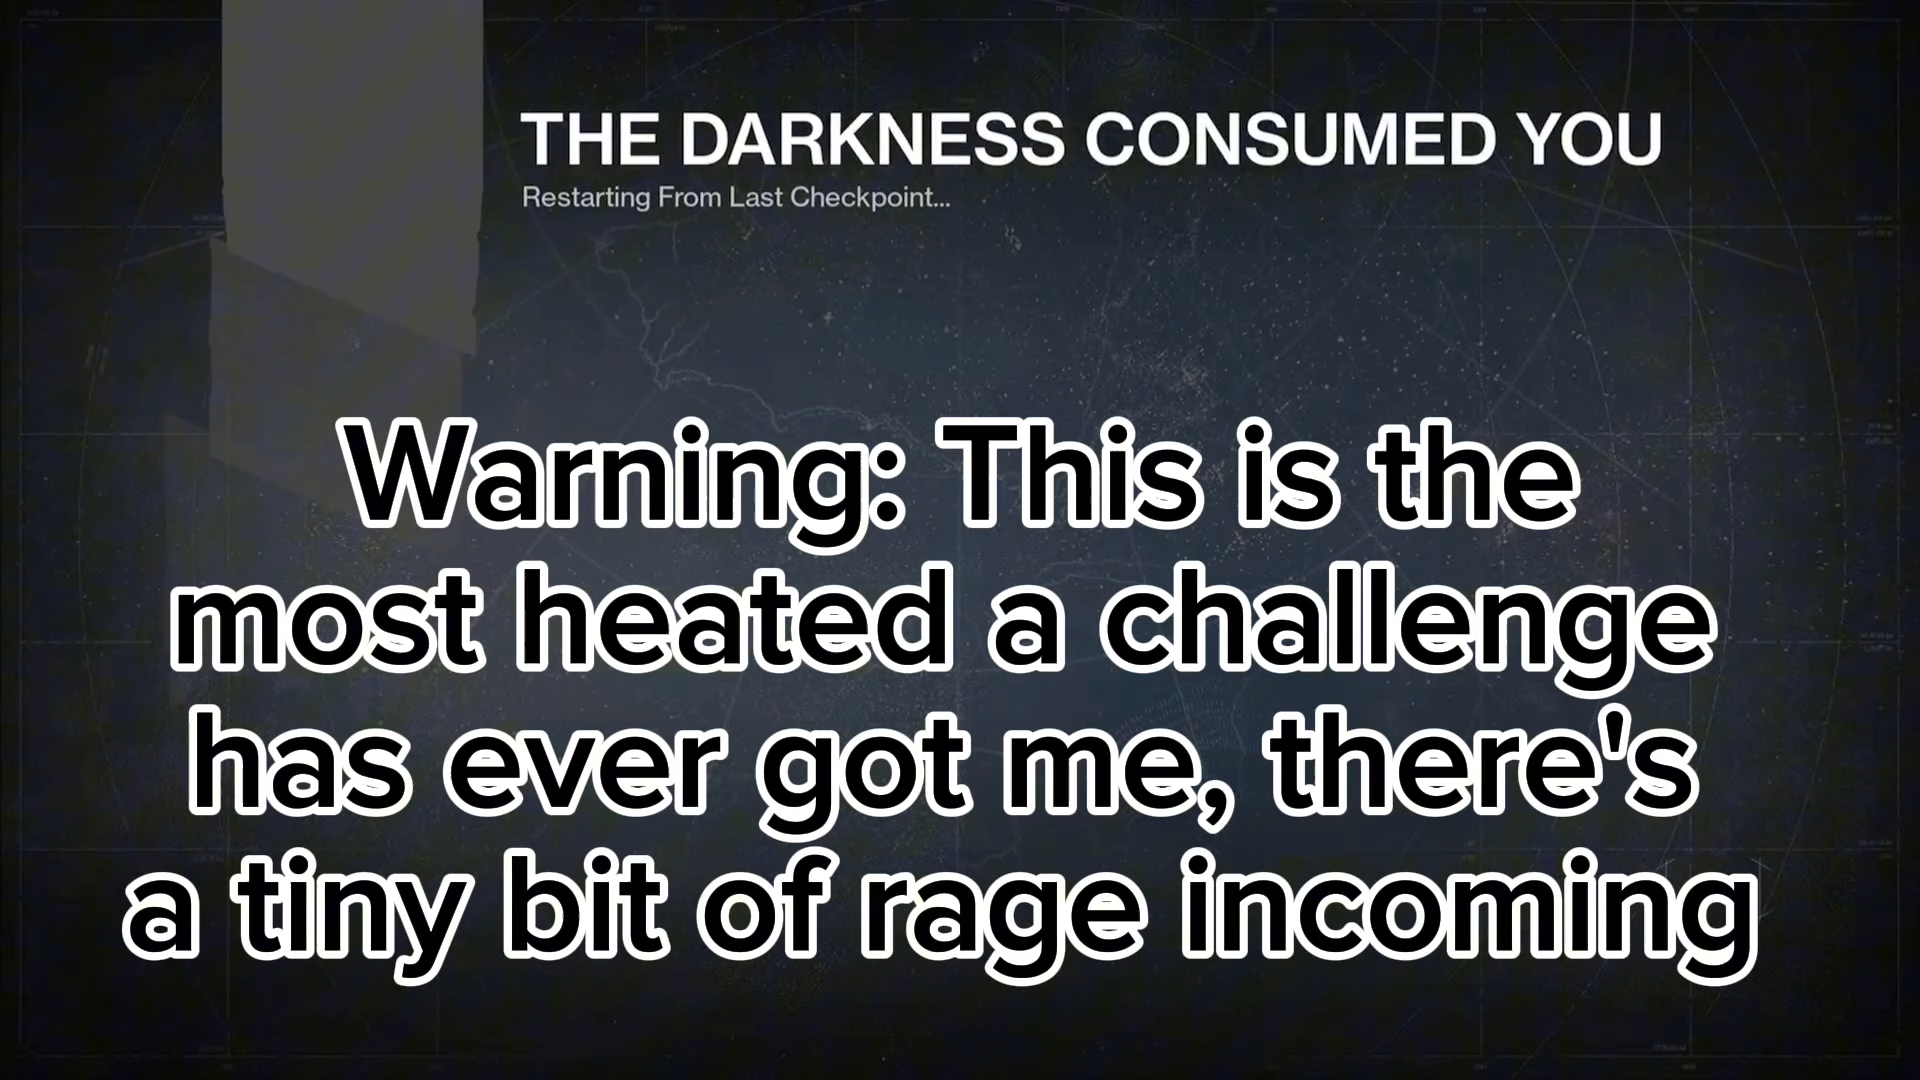 THE DARKNESS CONSUMED YOU
Restarting From Last Checkpoint...
Warning: This is the
most heated a challenge
has ever got me, there's
a tiny bit of rage incoming